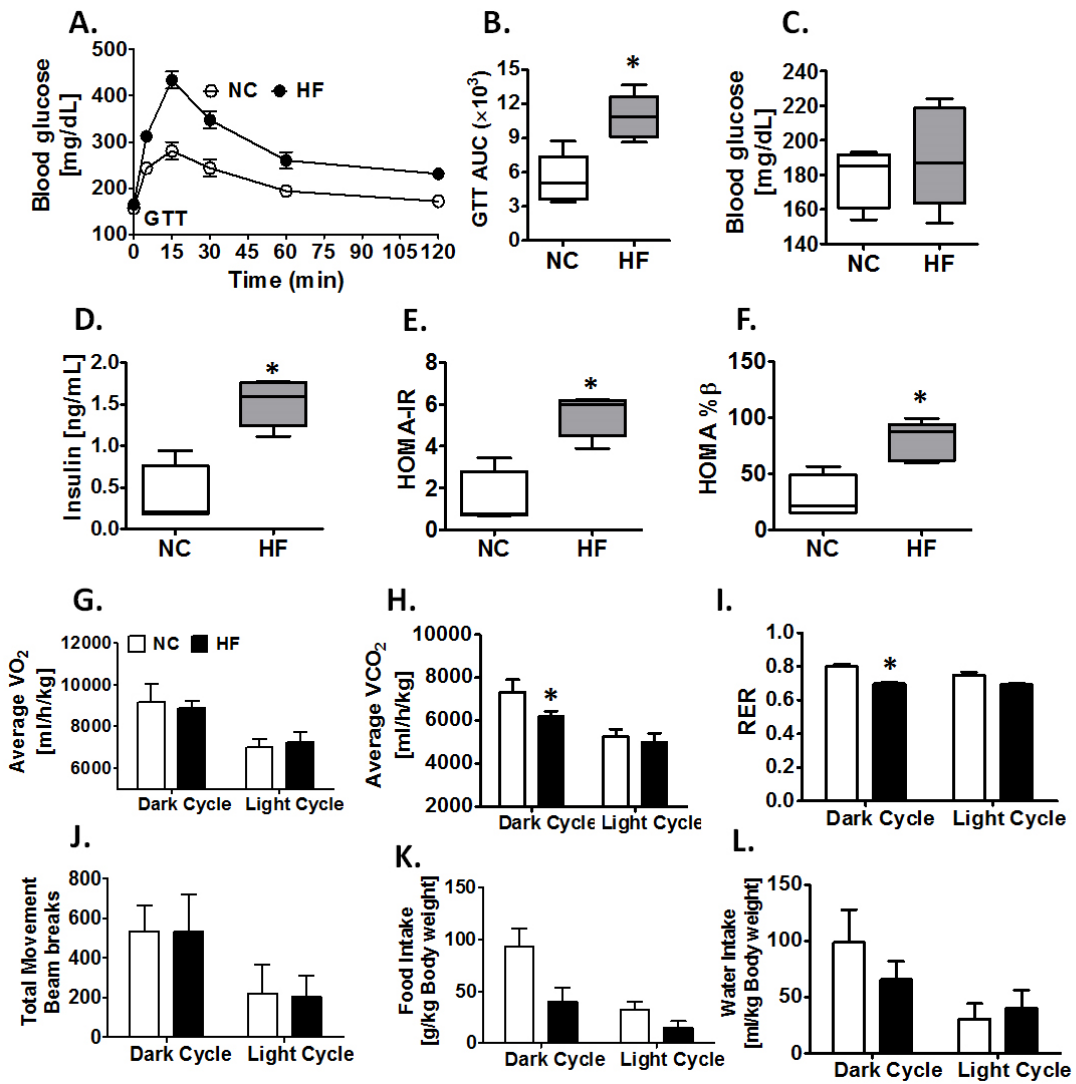 A.
Blood glucose
[mg/dL]
500
400
300
200
100
NC HF
GTT
0 15 30 45 60 75 90 105 120
Time (min)
B.
GTT AUC (×10³)
15
12
9
6
3
0
*
NC HF
C.
Blood glucose
[mg/dL]
240
220
200
180
160
140
NC HF
D.
Insulin [ng/mL]
2.0
1.5
1.0
0.5
0.0
*
NC HF
E.
HOMA-IR
8
6
4
2
0
*
NC HF
F.
HOMA % β
150
100
50
0
*
NC HF
G.
Average VO₂
[ml/h/kg]
12000
10000
8000
6000
NC HF
Dark Cycle Light Cycle
H.
Average VCO₂
[ml/h/kg]
10000
8000
6000
4000
2000
*
Dark Cycle Light Cycle
I.
RER
1.0
0.8
0.6
0.4
0.2
0.0
*
Dark Cycle Light Cycle
J.
Total Movement
Beam breaks
800
600
400
200
0
Dark Cycle Light Cycle
K.
Food Intake
[g/kg Body weight]
150
100
50
0
Dark Cycle Light Cycle
L.
Water Intake
[ml/kg Body weight]
150
100
50
0
Dark Cycle Light Cycle